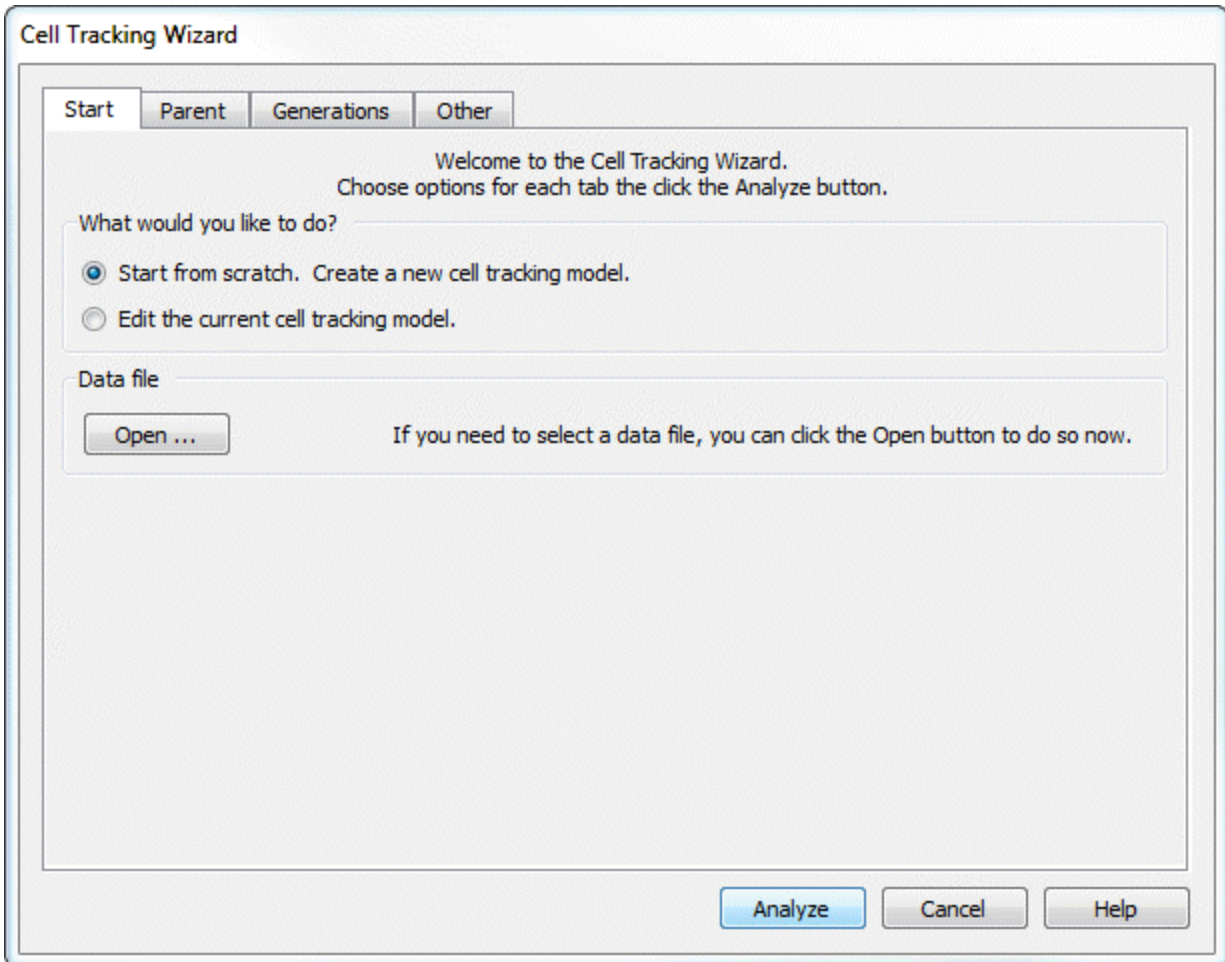 Cell Tracking Wizard
Start Parent Generations Other
Welcome to the Cell Tracking Wizard.
Choose options for each tab the click the Analyze button.
What would you like to do?
Start from scratch.  Create a new cell tracking model.
Edit the current cell tracking model.
Data file
Open ... If you need to select a data file, you can click the Open button to do so now.
Analyze Cancel Help